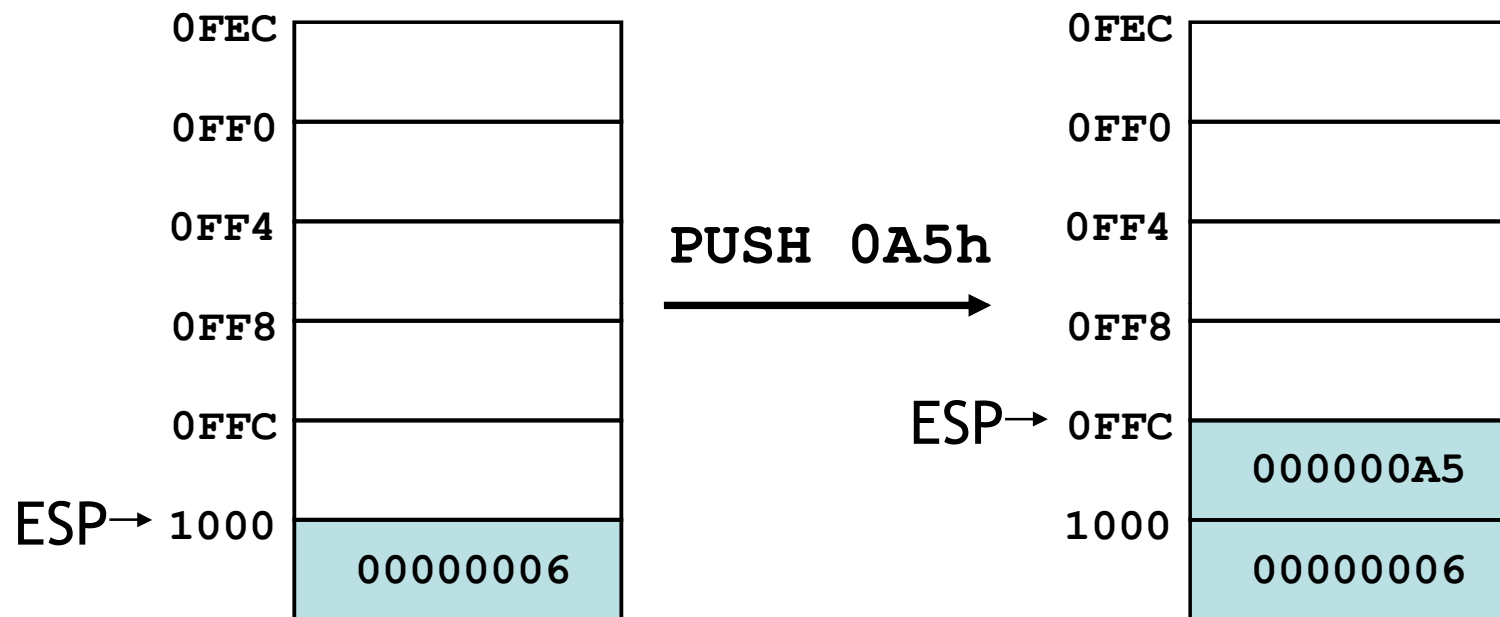 0FEC
0FF0
0FF4
0FF8
0FFC
ESP→ 1000
00000006
PUSH 0A5h
0FEC
0FF0
0FF4
0FF8
ESP→ 0FFC
000000A5
1000
00000006